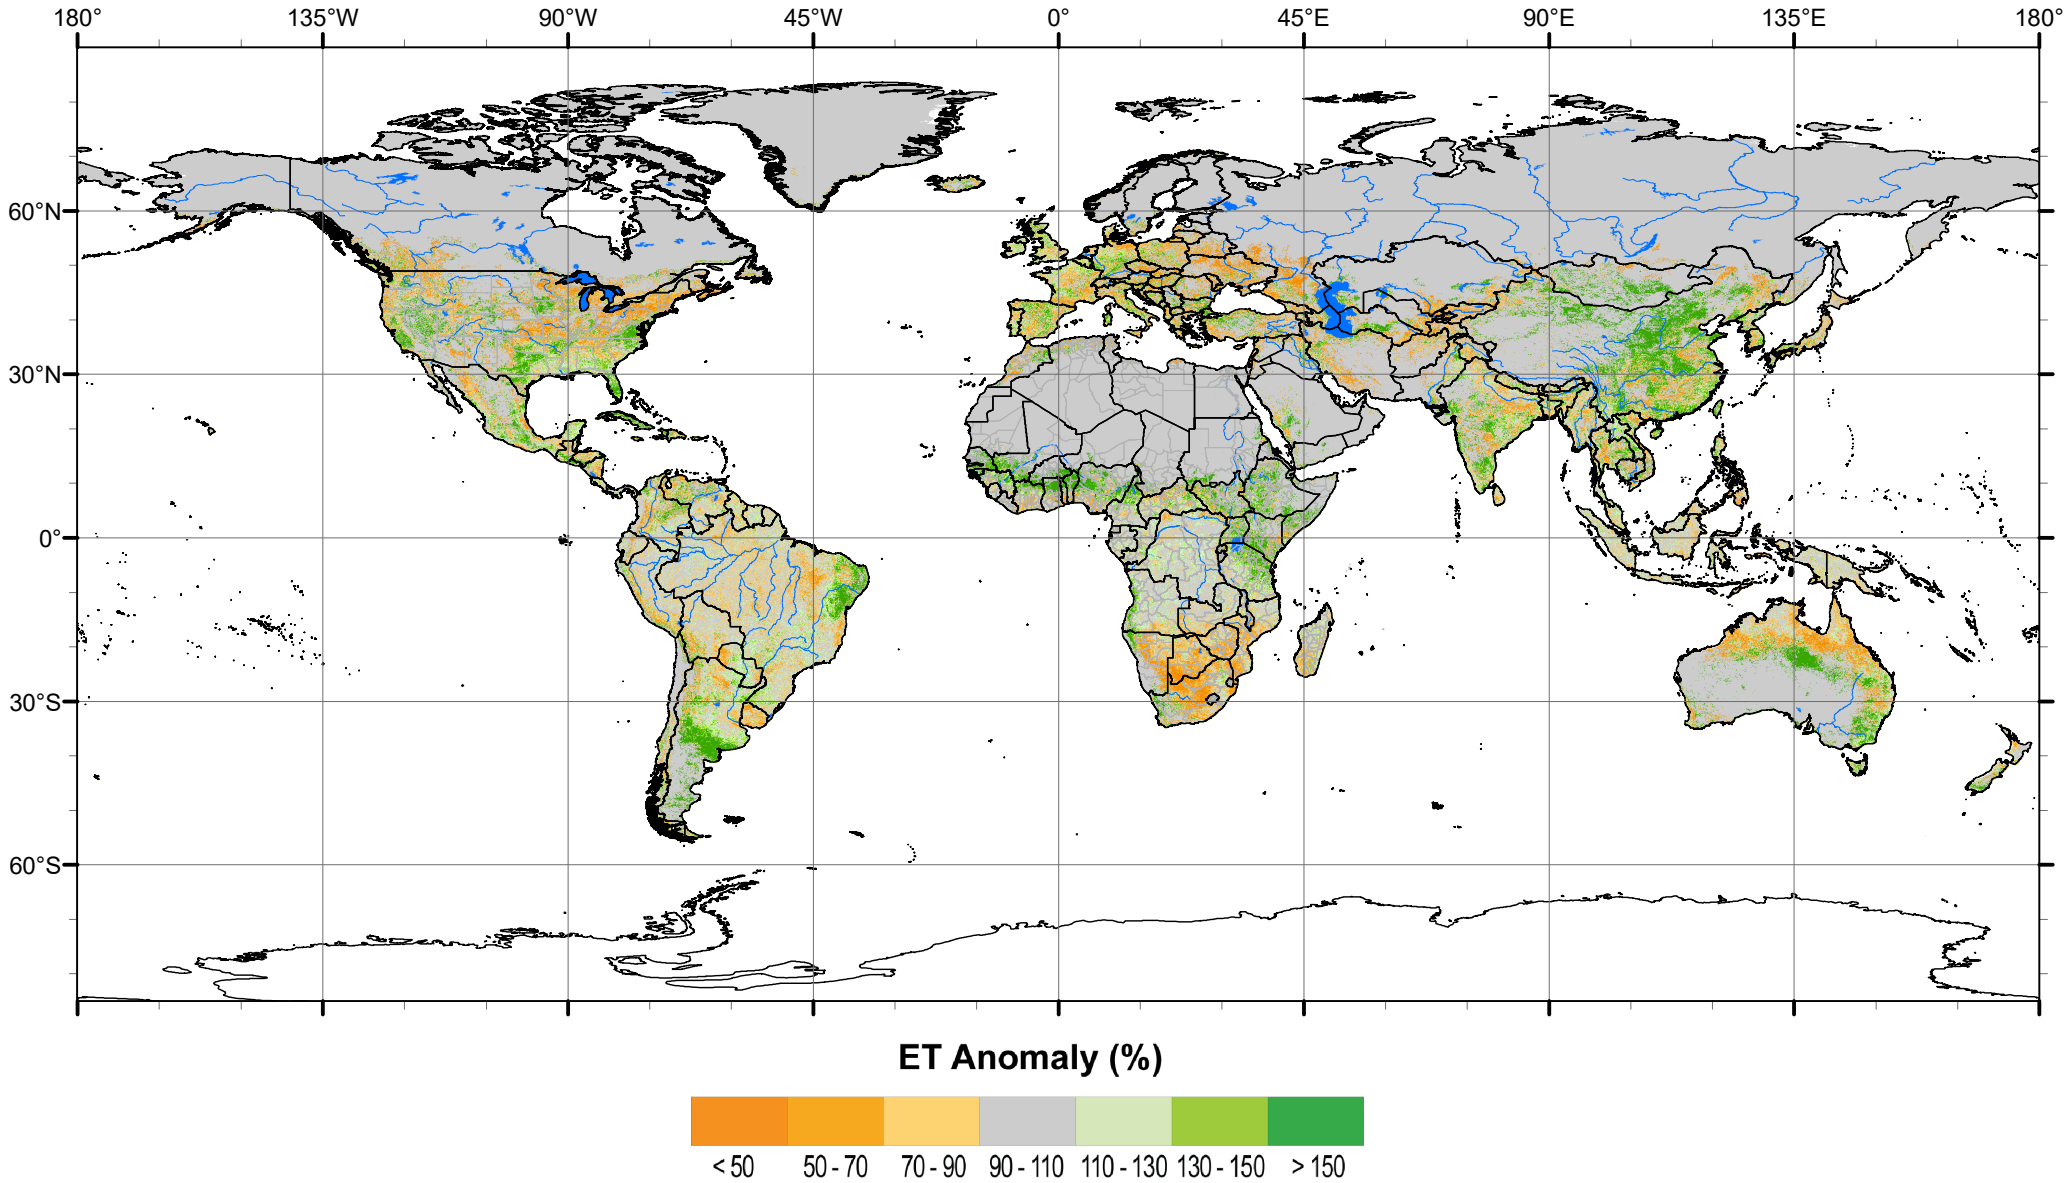 180° 135°W 90°W 45°W 0° 45°E 90°E 135°E 180°
60°N
30°N
0°
30°S
60°S
ET Anomaly (%)
< 50 50 - 70 70 - 90 90 - 110 110 - 130 130 - 150 > 150